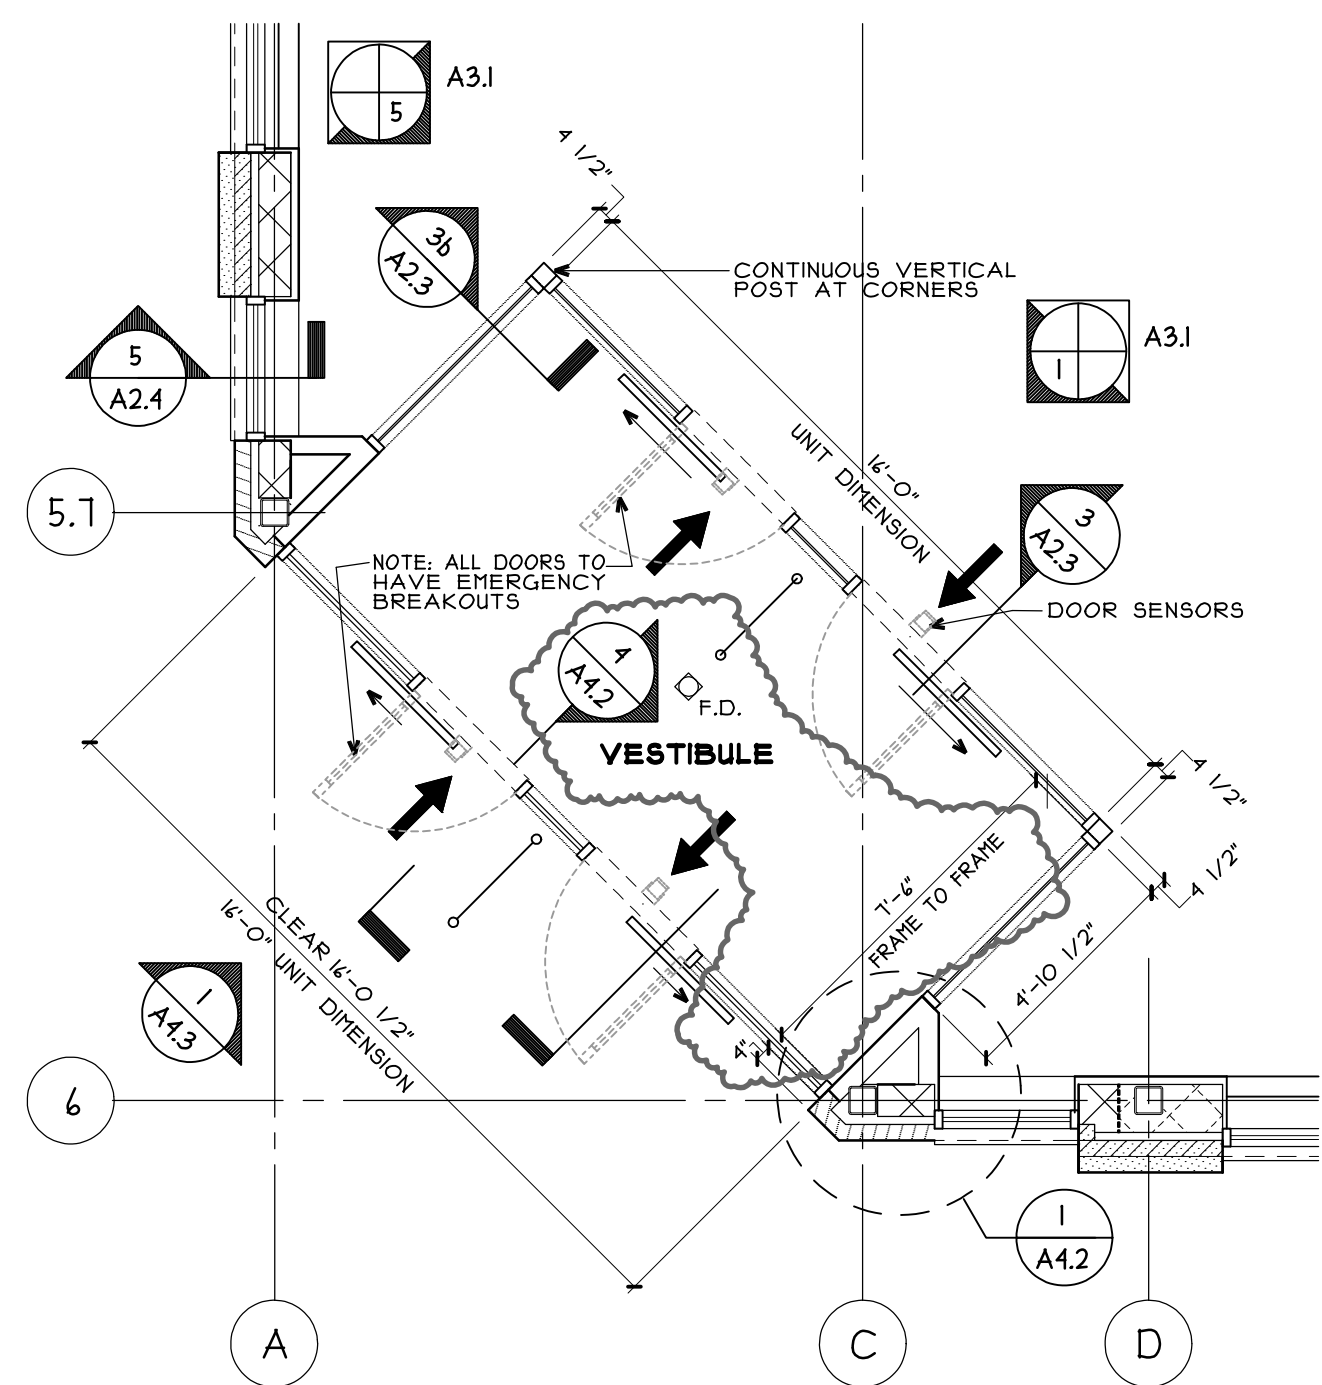 A3.1
5
4 1/2"
3b
A2.3
CONTINUOUS VERTICAL
POST AT CORNERS
A3.1
1
5
A2.4
16'-0"
UNIT DIMENSION
5.7
3
A2.3
NOTE: ALL DOORS TO
HAVE EMERGENCY
BREAKOUTS
DOOR SENSORS
4
A4.2
F.D.
VESTIBULE
4 1/2"
4 1/2"
7'-6"
FRAME TO FRAME
4'-10 1/2"
CLEAR 16'-0 1/2"
16'-0" UNIT DIMENSION
1
A4.3
4"
6
1
A4.2
A
C
D